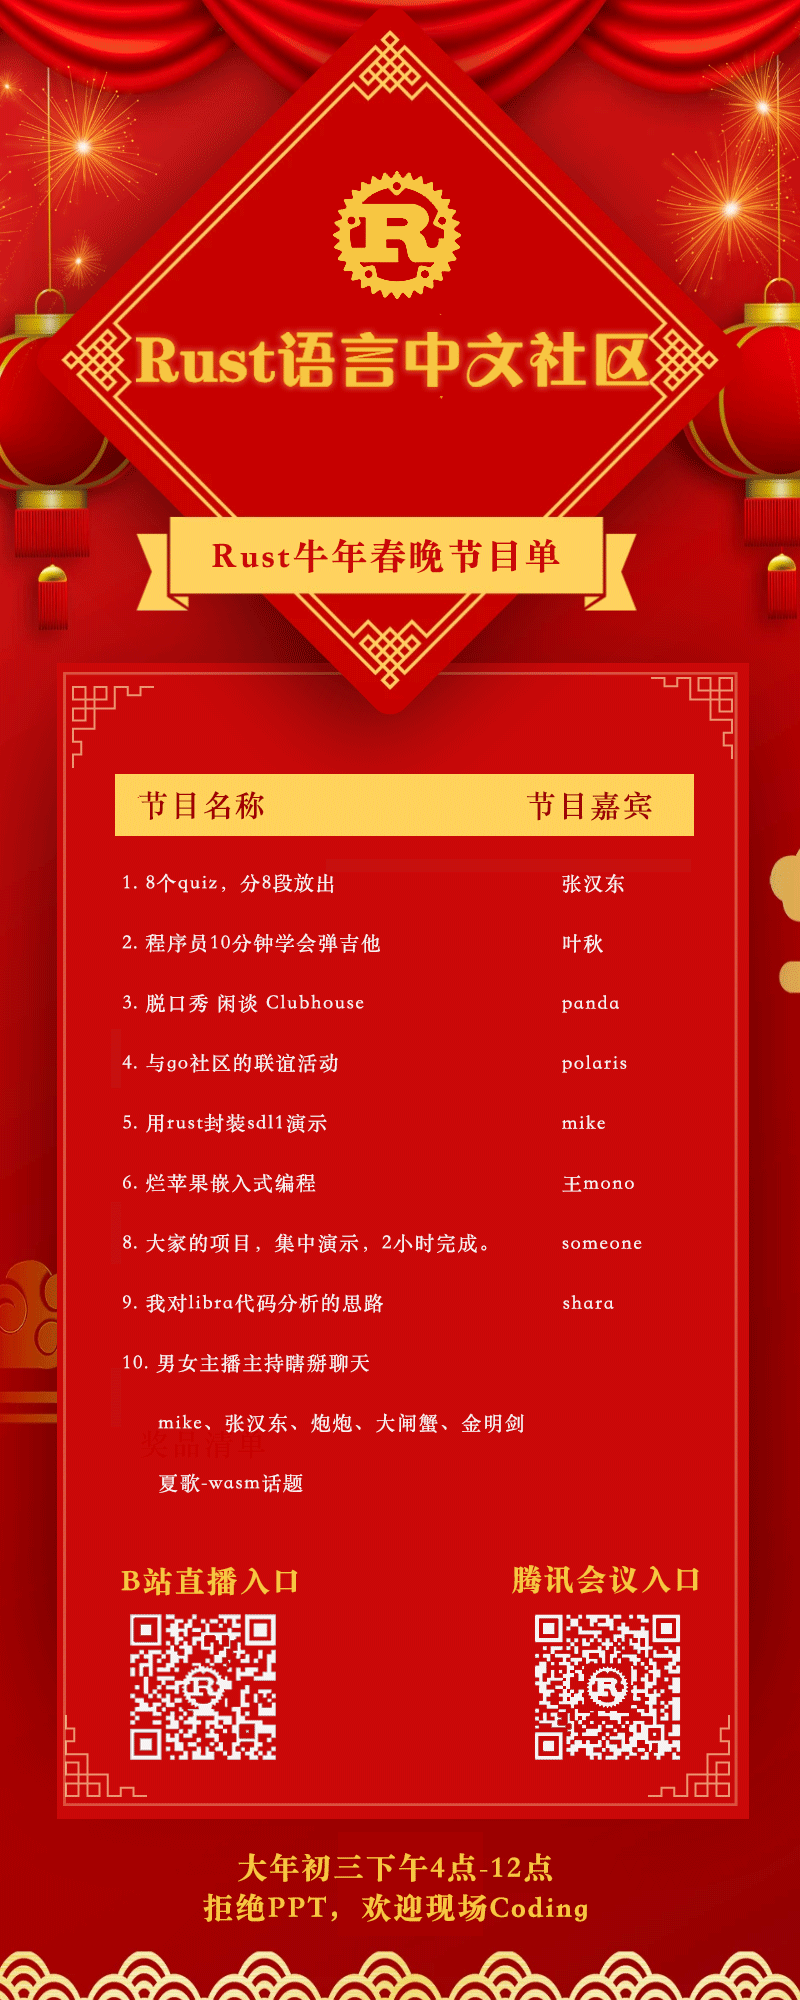 Rust语言中文社区
Rust牛年春晚节目单
节目名称 节目嘉宾
1. 8个quiz，分8段放出 张汉东
2. 程序员10分钟学会弹吉他 叶秋
3. 脱口秀 闲谈 Clubhouse panda
4. 与go社区的联谊活动 polaris
5. 用rust封装sdl1演示 mike
6. 烂苹果嵌入式编程 王mono
8. 大家的项目，集中演示，2小时完成。 someone
9. 我对libra代码分析的思路 shara
10. 男女主播主持瞎掰聊天
mike、张汉东、炮炮、大闸蟹、金明剑
奖品清单
夏歌-wasm话题
B站直播入口 腾讯会议入口
大年初三下午4点-12点
拒绝PPT，欢迎现场Coding